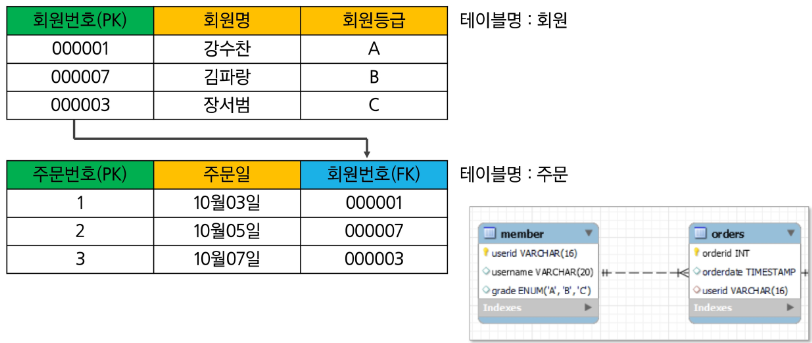 회원번호(PK) 회원명 회원등급 테이블명 : 회원
000001 강수찬 A
000007 김파랑 B
000003 장서범 C
주문번호(PK) 주문일 회원번호(FK) 테이블명 : 주문
1 10월03일 000001
2 10월05일 000007
3 10월07일 000003
member
userid VARCHAR(16)
username VARCHAR(20)
grade ENUM('A', 'B', 'C')
Indexes
orders
orderid INT
orderdate TIMESTAMP
userid VARCHAR(16)
Indexes